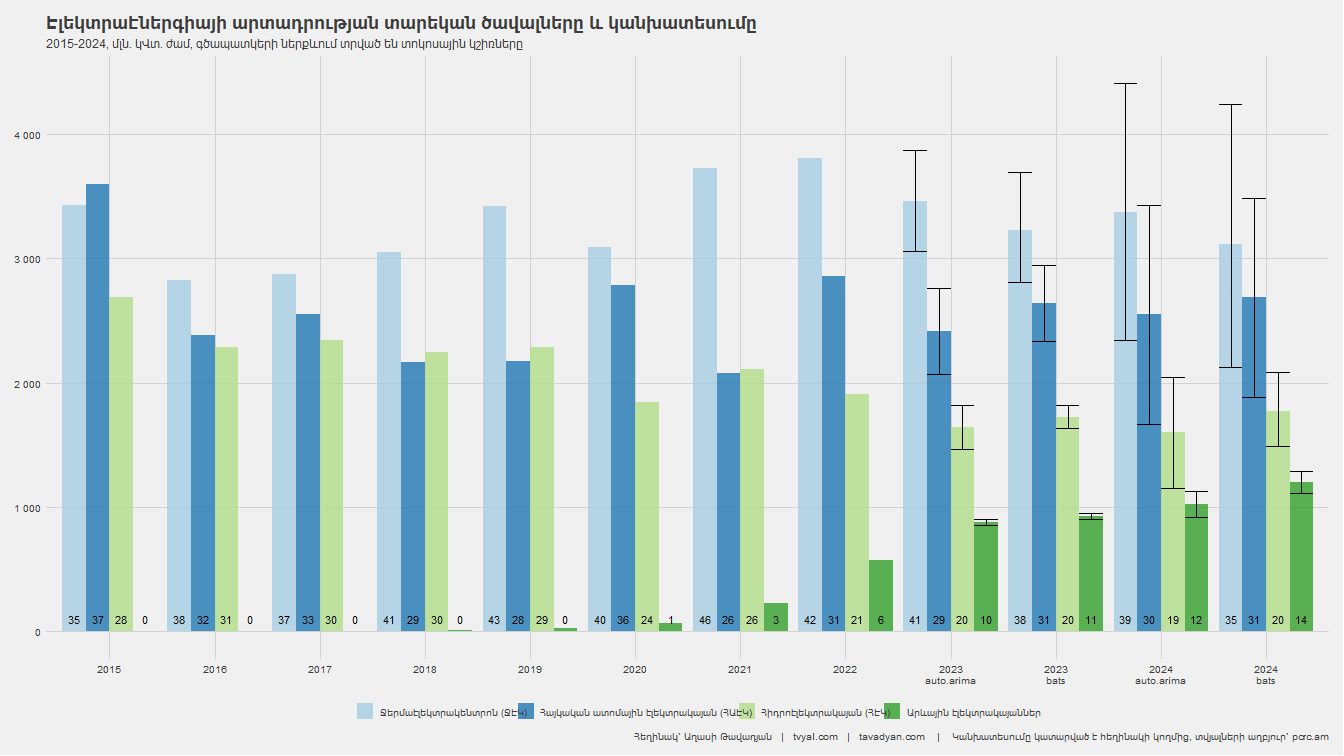 Էլեկտրաէներգիայի արտադրության տարեկան ծավալները և կանխատեսումը
2015-2024, մլն. կՎտ. ժամ, գծապատկերի ներքևում տրված են տոկոսային կշիռները
4 000
3 000
2 000
1 000
0
35 37 28 0 38 32 31 0 37 33 30 0 41 29 30 0 43 28 29 0 40 36 24 1 46 26 26 3 42 31 21 6 41 29 20 10 38 31 20 11 39 30 19 12 35 31 20 14
2015 2016 2017 2018 2019 2020 2021 2022 2023 2023 2024 2024
auto.arima bats auto.arima bats
Ջերմաէլեկտրակենտրոն (ՋԷԿ) Հայկական ատոմային էլեկտրակայան (ՀԱԷԿ) Հիդրոէլեկտրակայան (ՀԷԿ) Արևային էլեկտրակայաններ
Հեղինակ՝ Աղասի Թավադյան | tvyal.com | tavadyan.com | Կանխատեսումը կատարված է հեղինակի կողմից, տվյալների աղբյուր՝ psrc.am